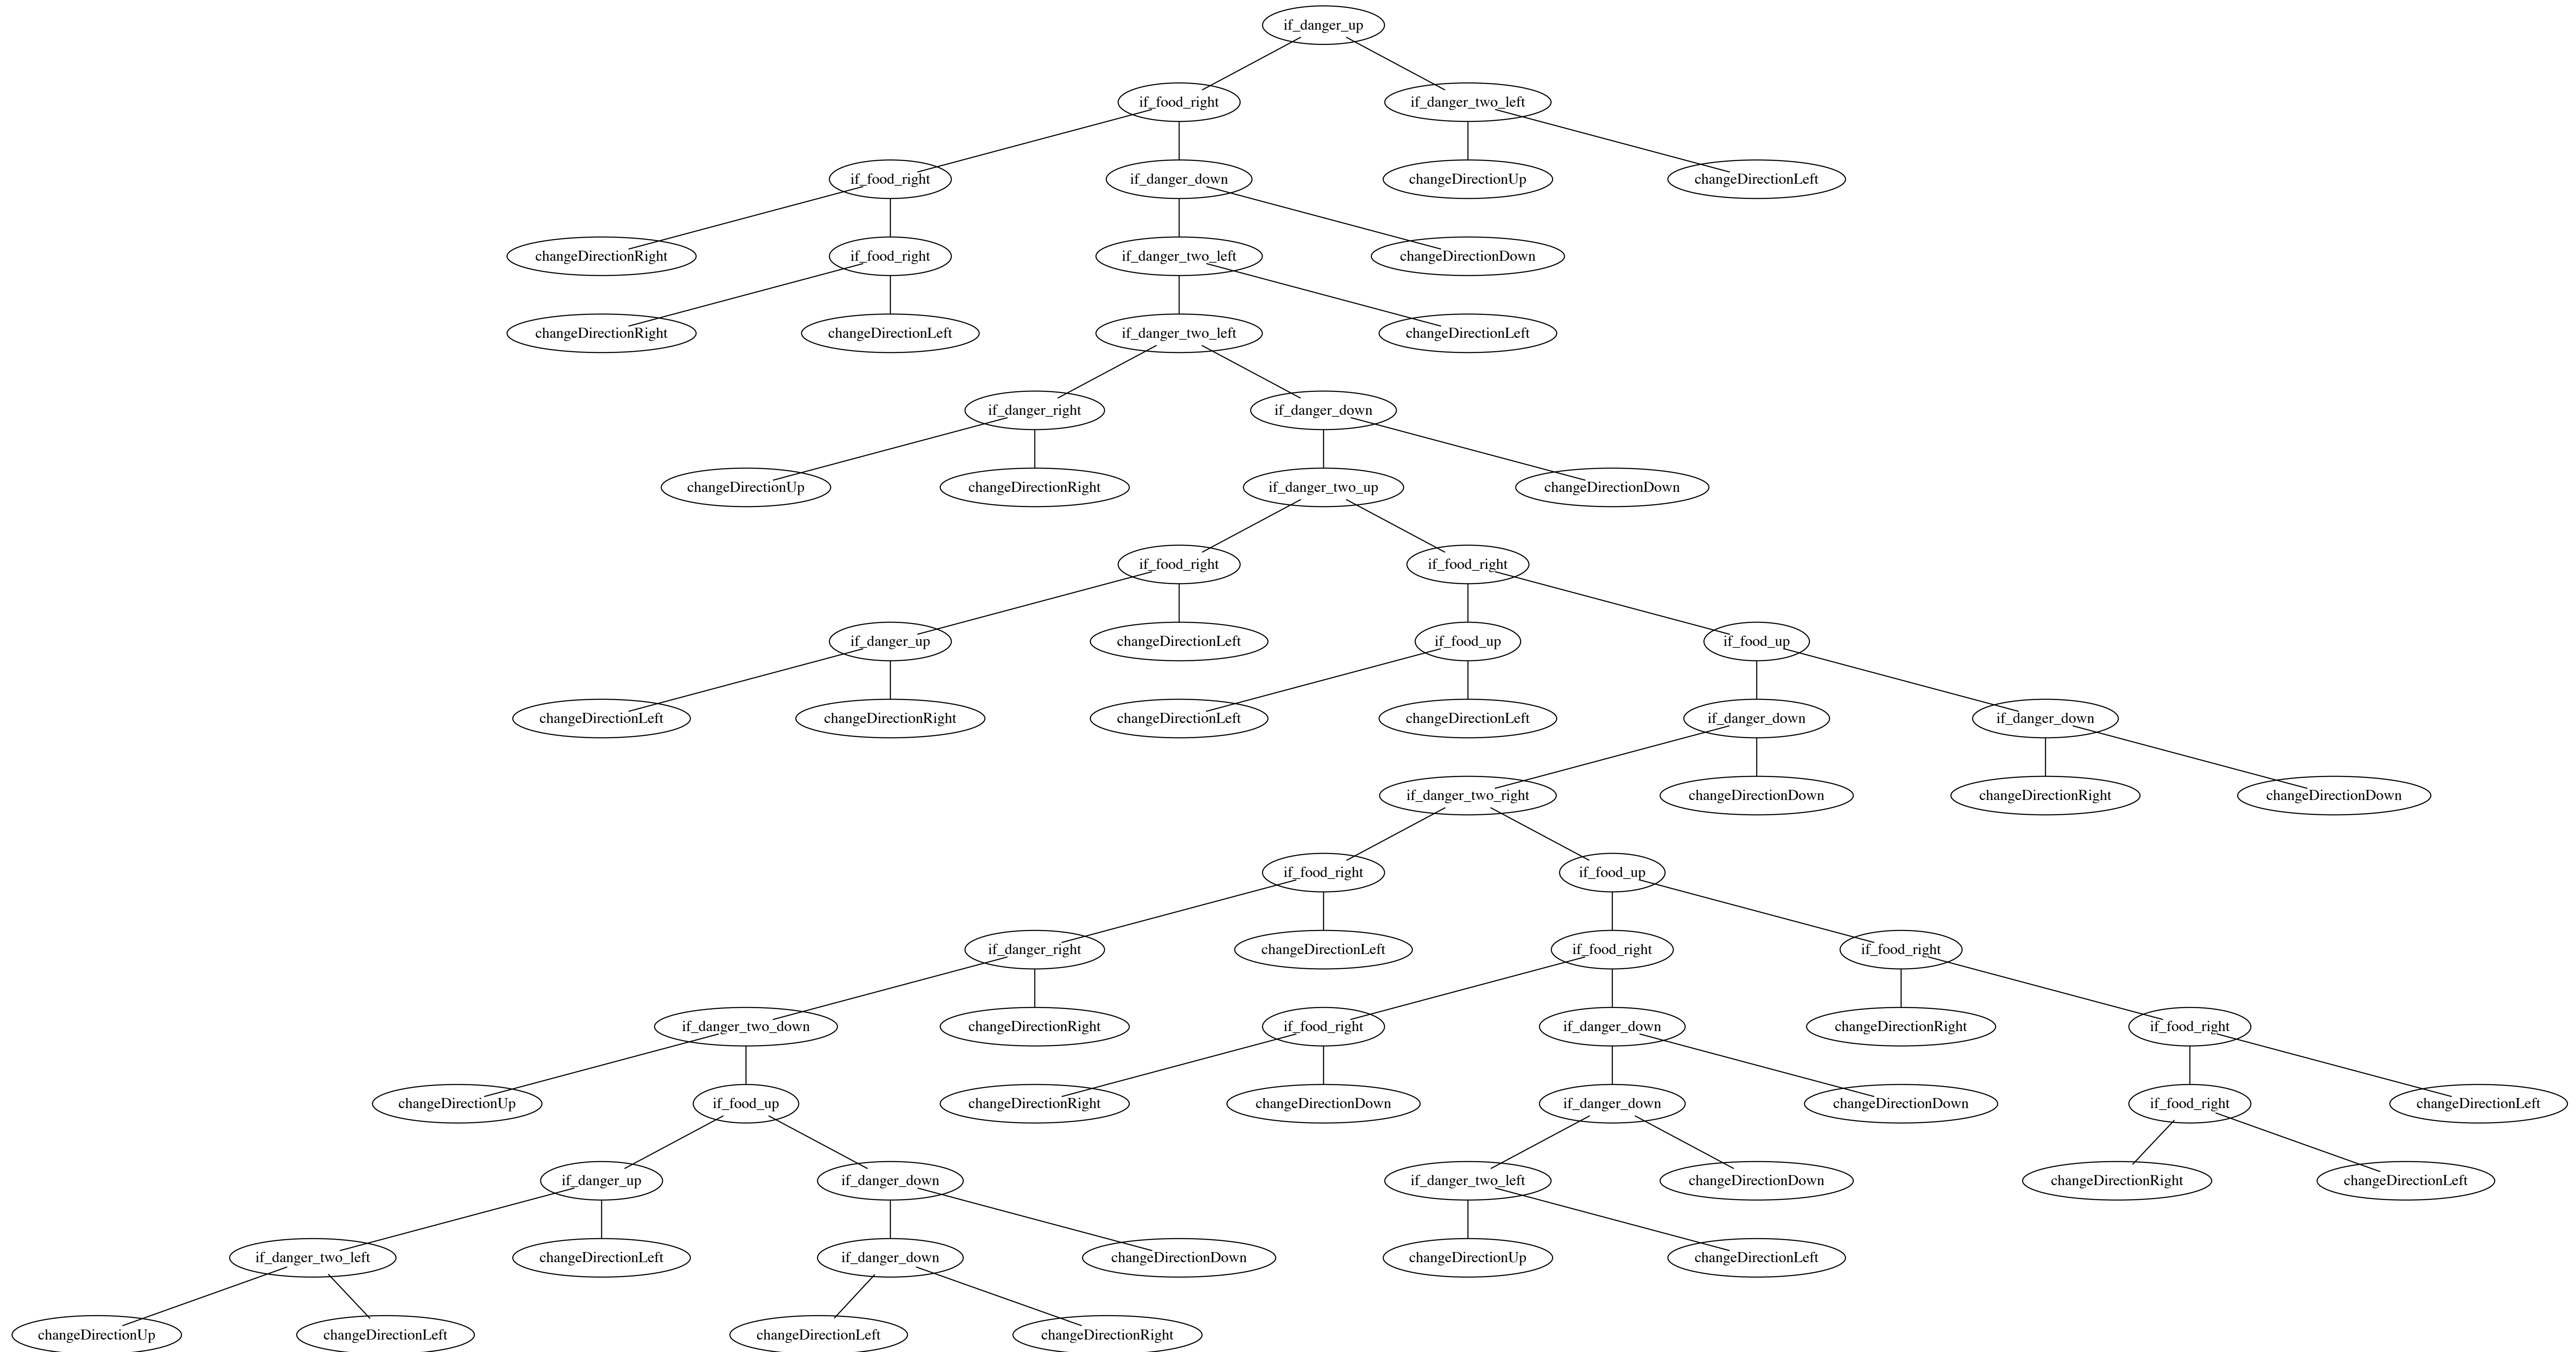 if_danger_up
if_food_right
if_danger_two_left
if_food_right
if_danger_down
changeDirectionUp
changeDirectionLeft
changeDirectionRight
if_food_right
if_danger_two_left
changeDirectionDown
changeDirectionRight
changeDirectionLeft
if_danger_two_left
changeDirectionLeft
if_danger_right
if_danger_down
changeDirectionUp
changeDirectionRight
if_danger_two_up
changeDirectionDown
if_food_right
if_food_right
if_danger_up
changeDirectionLeft
if_food_up
if_food_up
changeDirectionLeft
changeDirectionRight
changeDirectionLeft
changeDirectionLeft
if_danger_down
if_danger_down
if_danger_two_right
changeDirectionDown
changeDirectionRight
changeDirectionDown
if_food_right
if_food_up
if_danger_right
changeDirectionLeft
if_food_right
if_food_right
if_danger_two_down
changeDirectionRight
if_food_right
if_danger_down
changeDirectionRight
if_food_right
changeDirectionUp
if_food_up
changeDirectionRight
changeDirectionDown
if_danger_down
changeDirectionDown
if_food_right
changeDirectionLeft
if_danger_up
if_danger_down
if_danger_two_left
changeDirectionDown
changeDirectionRight
changeDirectionLeft
if_danger_two_left
changeDirectionLeft
if_danger_down
changeDirectionDown
changeDirectionUp
changeDirectionLeft
changeDirectionUp
changeDirectionLeft
changeDirectionLeft
changeDirectionRight